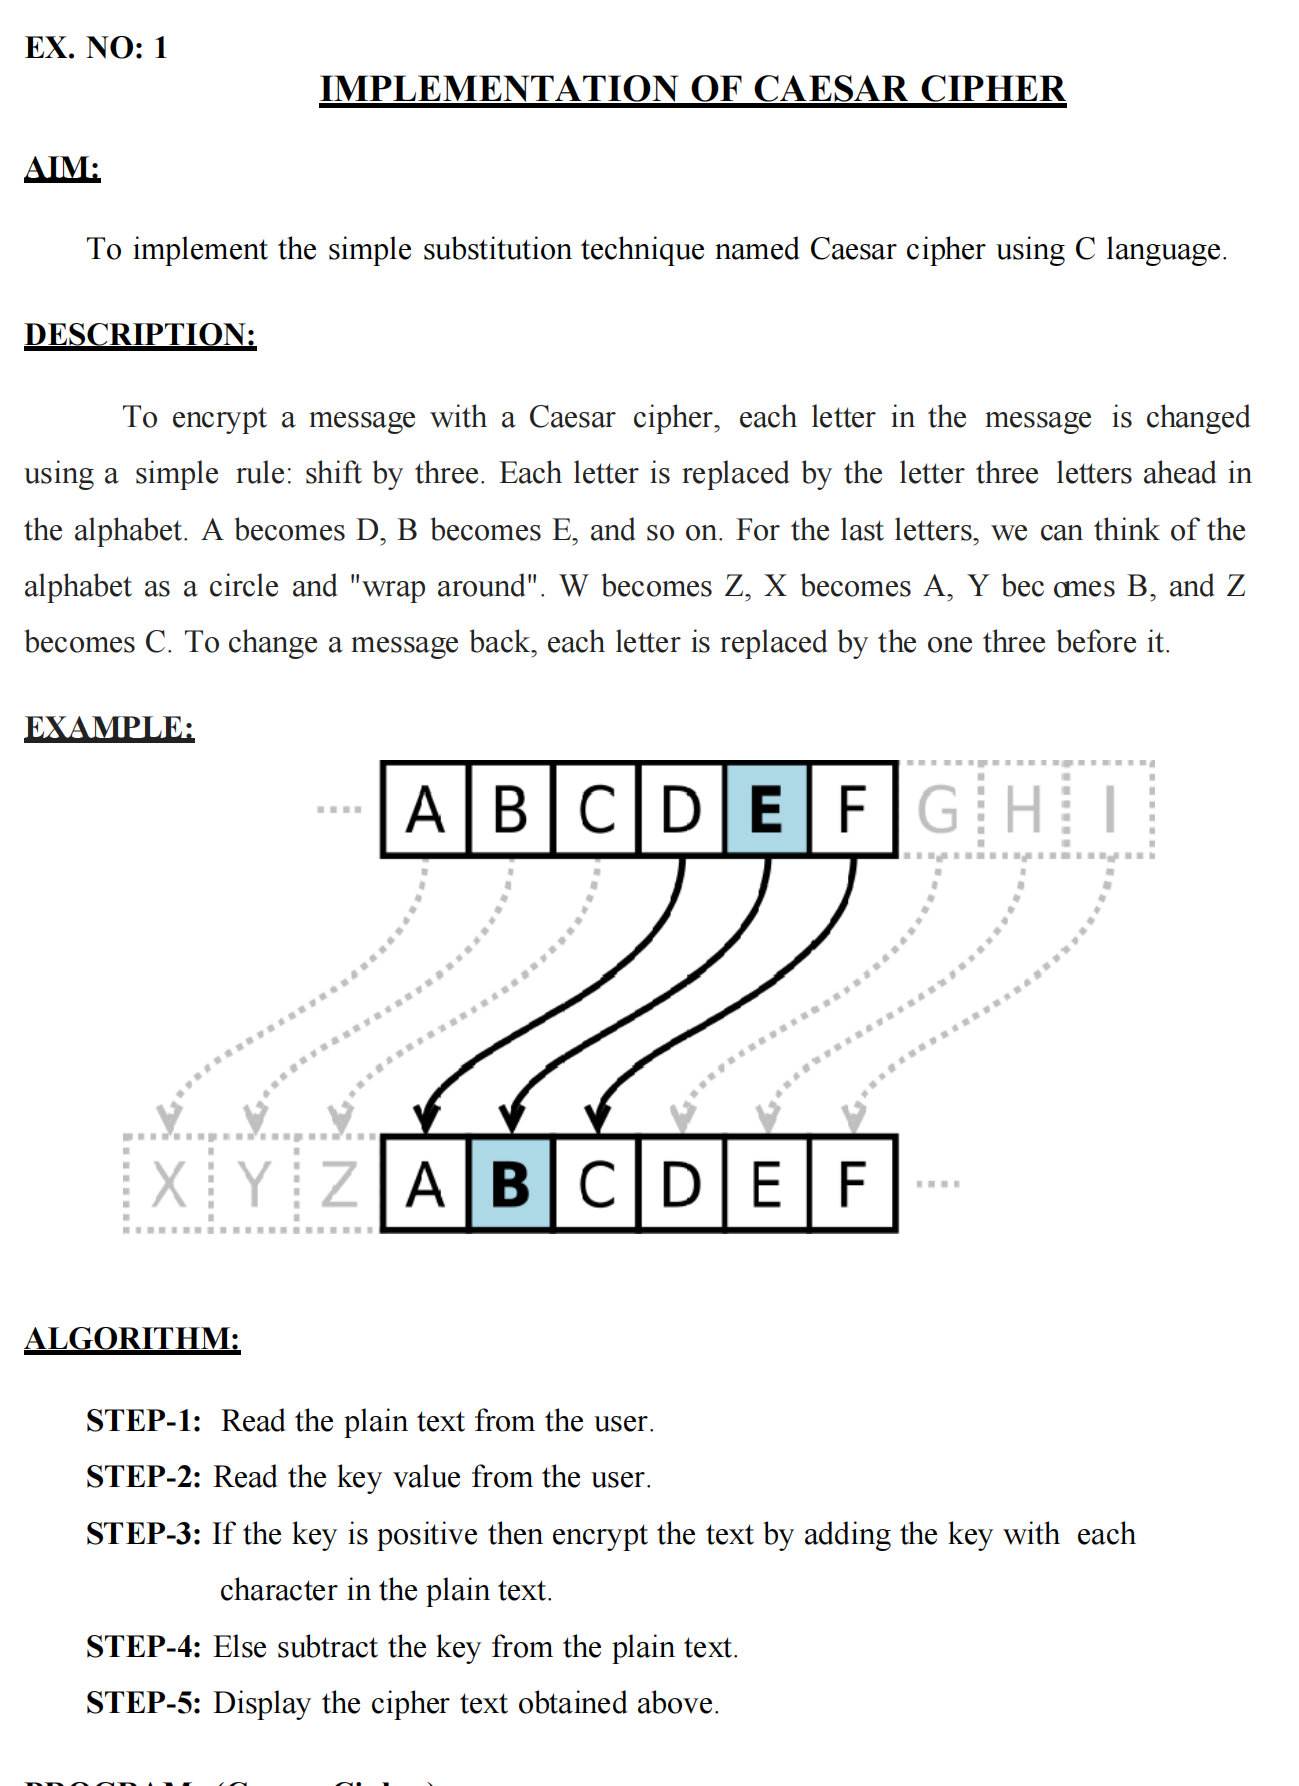 EX. NO: 1
IMPLEMENTATION OF CAESAR CIPHER
AIM:
To implement the simple substitution technique named Caesar cipher using C language.
DESCRIPTION:
To encrypt a message with a Caesar cipher, each letter in the message is changed
using a simple rule: shift by three. Each letter is replaced by the letter three letters ahead in
the alphabet. A becomes D, B becomes E, and so on. For the last letters, we can think of the
alphabet as a circle and "wrap around". W becomes Z, X becomes A, Y bec omes B, and Z
becomes C. To change a message back, each letter is replaced by the one three before it.
EXAMPLE:
.... A B C D E F G H I
X Y Z A B C D E F ....
ALGORITHM:
STEP-1: Read the plain text from the user.
STEP-2: Read the key value from the user.
STEP-3: If the key is positive then encrypt the text by adding the key with each
character in the plain text.
STEP-4: Else subtract the key from the plain text.
STEP-5: Display the cipher text obtained above.